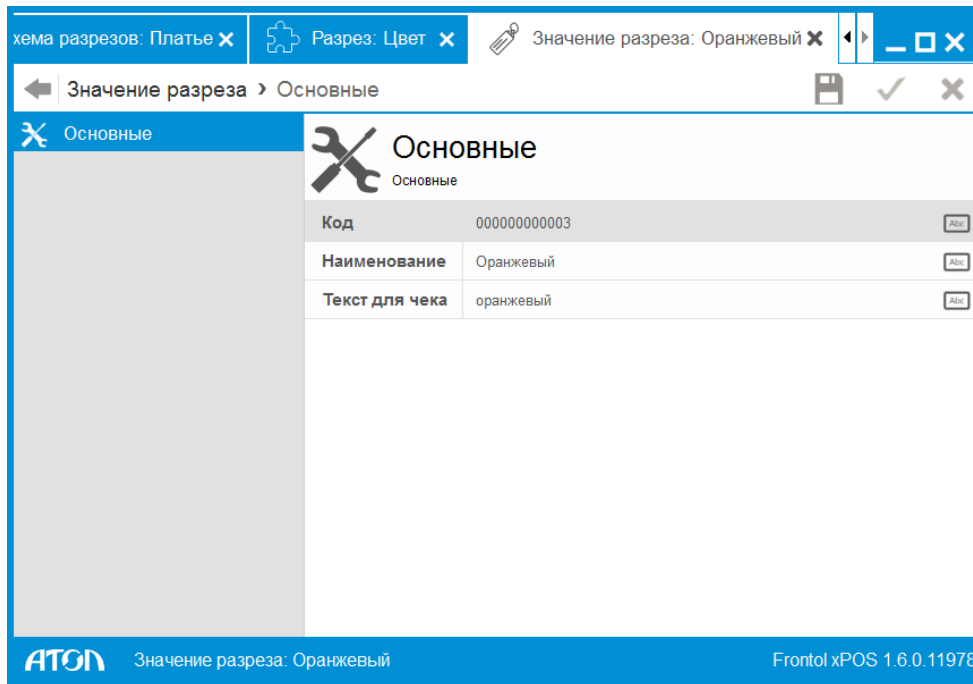 хема разрезов: Платье
Разрез: Цвет
Значение разреза: Оранжевый
Значение разреза › Основные
Основные
Основные
Основные
Код 000000000003 Abc
Наименование Оранжевый Abc
Текст для чека оранжевый Abc
ATOЛ Значение разреза: Оранжевый Frontol xPOS 1.6.0.11978